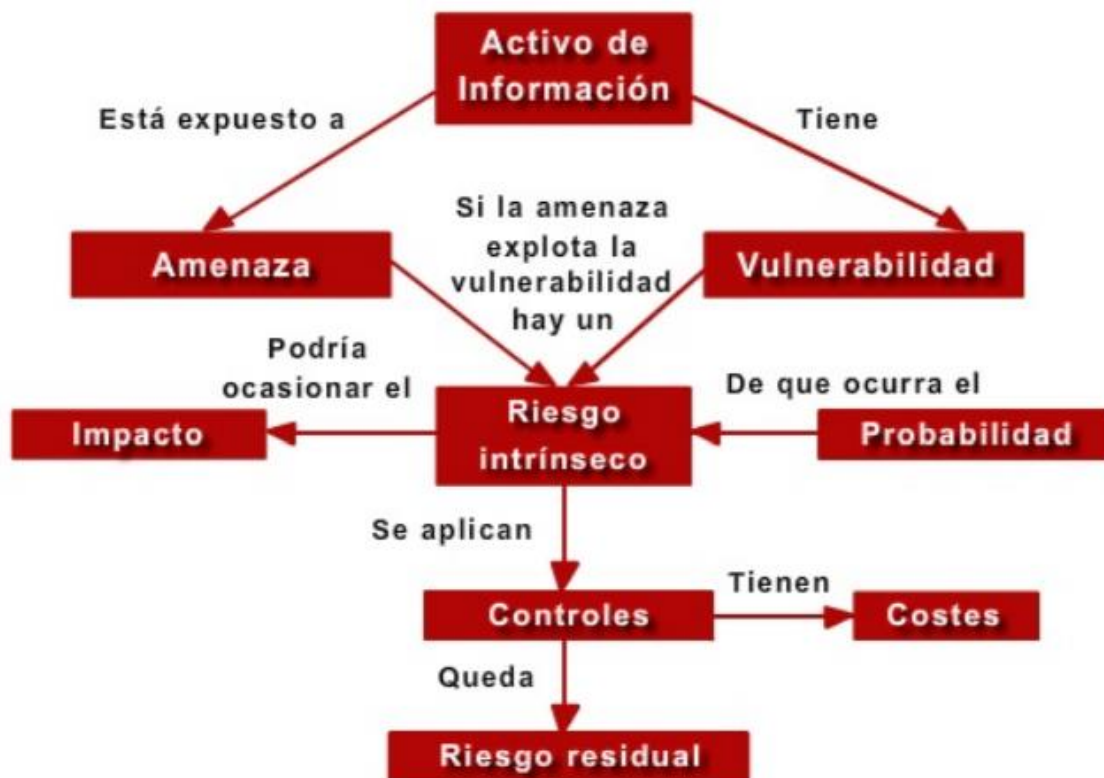 Activo de
Información
Está expuesto a
Tiene
Si la amenaza
explota la
vulnerabilidad
hay un
Amenaza
Vulnerabilidad
Podría
ocasionar el
De que ocurra el
Impacto
Riesgo
intrínseco
Probabilidad
Se aplican
Controles
Tienen
Costes
Queda
Riesgo residual